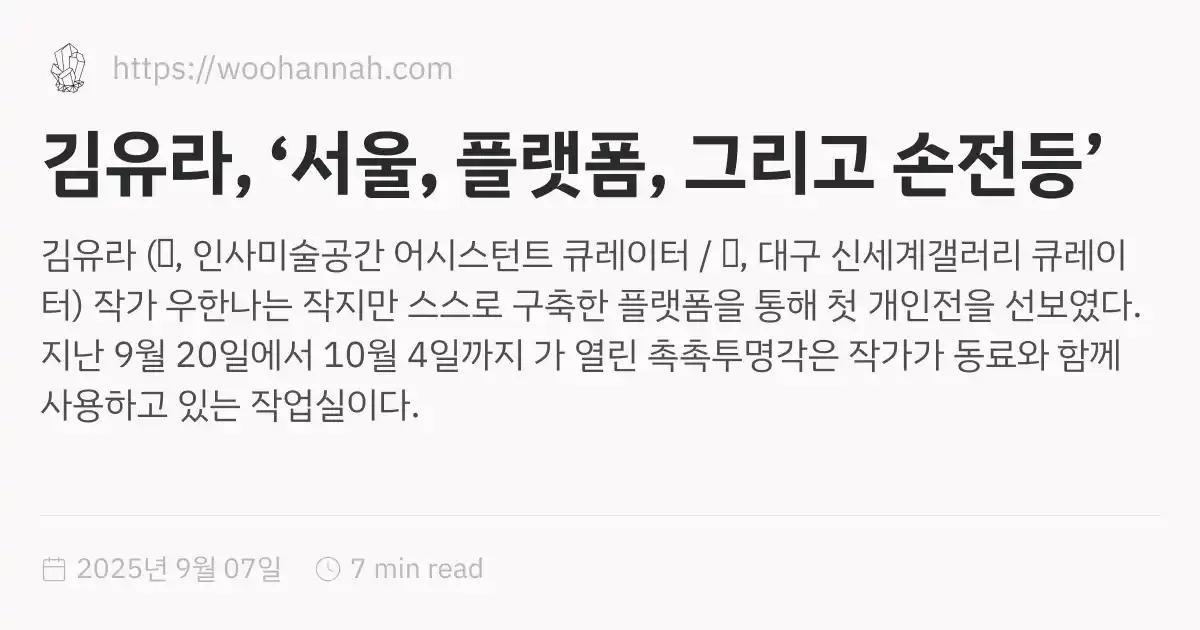 https://woohannah.com
김유라, ‘서울, 플랫폼, 그리고 손전등’
김유라 (▯, 인사미술공간 어시스턴트 큐레이터 / ▯, 대구 신세계갤러리 큐레이
터) 작가 우한나는 작지만 스스로 구축한 플랫폼을 통해 첫 개인전을 선보였다.
지난 9월 20일에서 10월 4일까지 가 열린 촉촉투명각은 작가가 동료와 함께
사용하고 있는 작업실이다.
2025년 9월 07일 7 min read